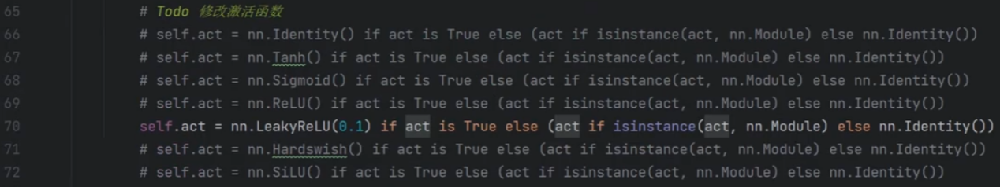 65 # Todo 修改激活函数
66 # self.act = nn.Identity() if act is True else (act if isinstance(act, nn.Module) else nn.Identity())
67 # self.act = nn.Tanh() if act is True else (act if isinstance(act, nn.Module) else nn.Identity())
68 # self.act = nn.Sigmoid() if act is True else (act if isinstance(act, nn.Module) else nn.Identity())
69 # self.act = nn.ReLU() if act is True else (act if isinstance(act, nn.Module) else nn.Identity())
70 self.act = nn.LeakyReLU(0.1) if act is True else (act if isinstance(act, nn.Module) else nn.Identity())
71 # self.act = nn.Hardswish() if act is True else (act if isinstance(act, nn.Module) else nn.Identity())
72 # self.act = nn.SiLU() if act is True else (act if isinstance(act, nn.Module) else nn.Identity())